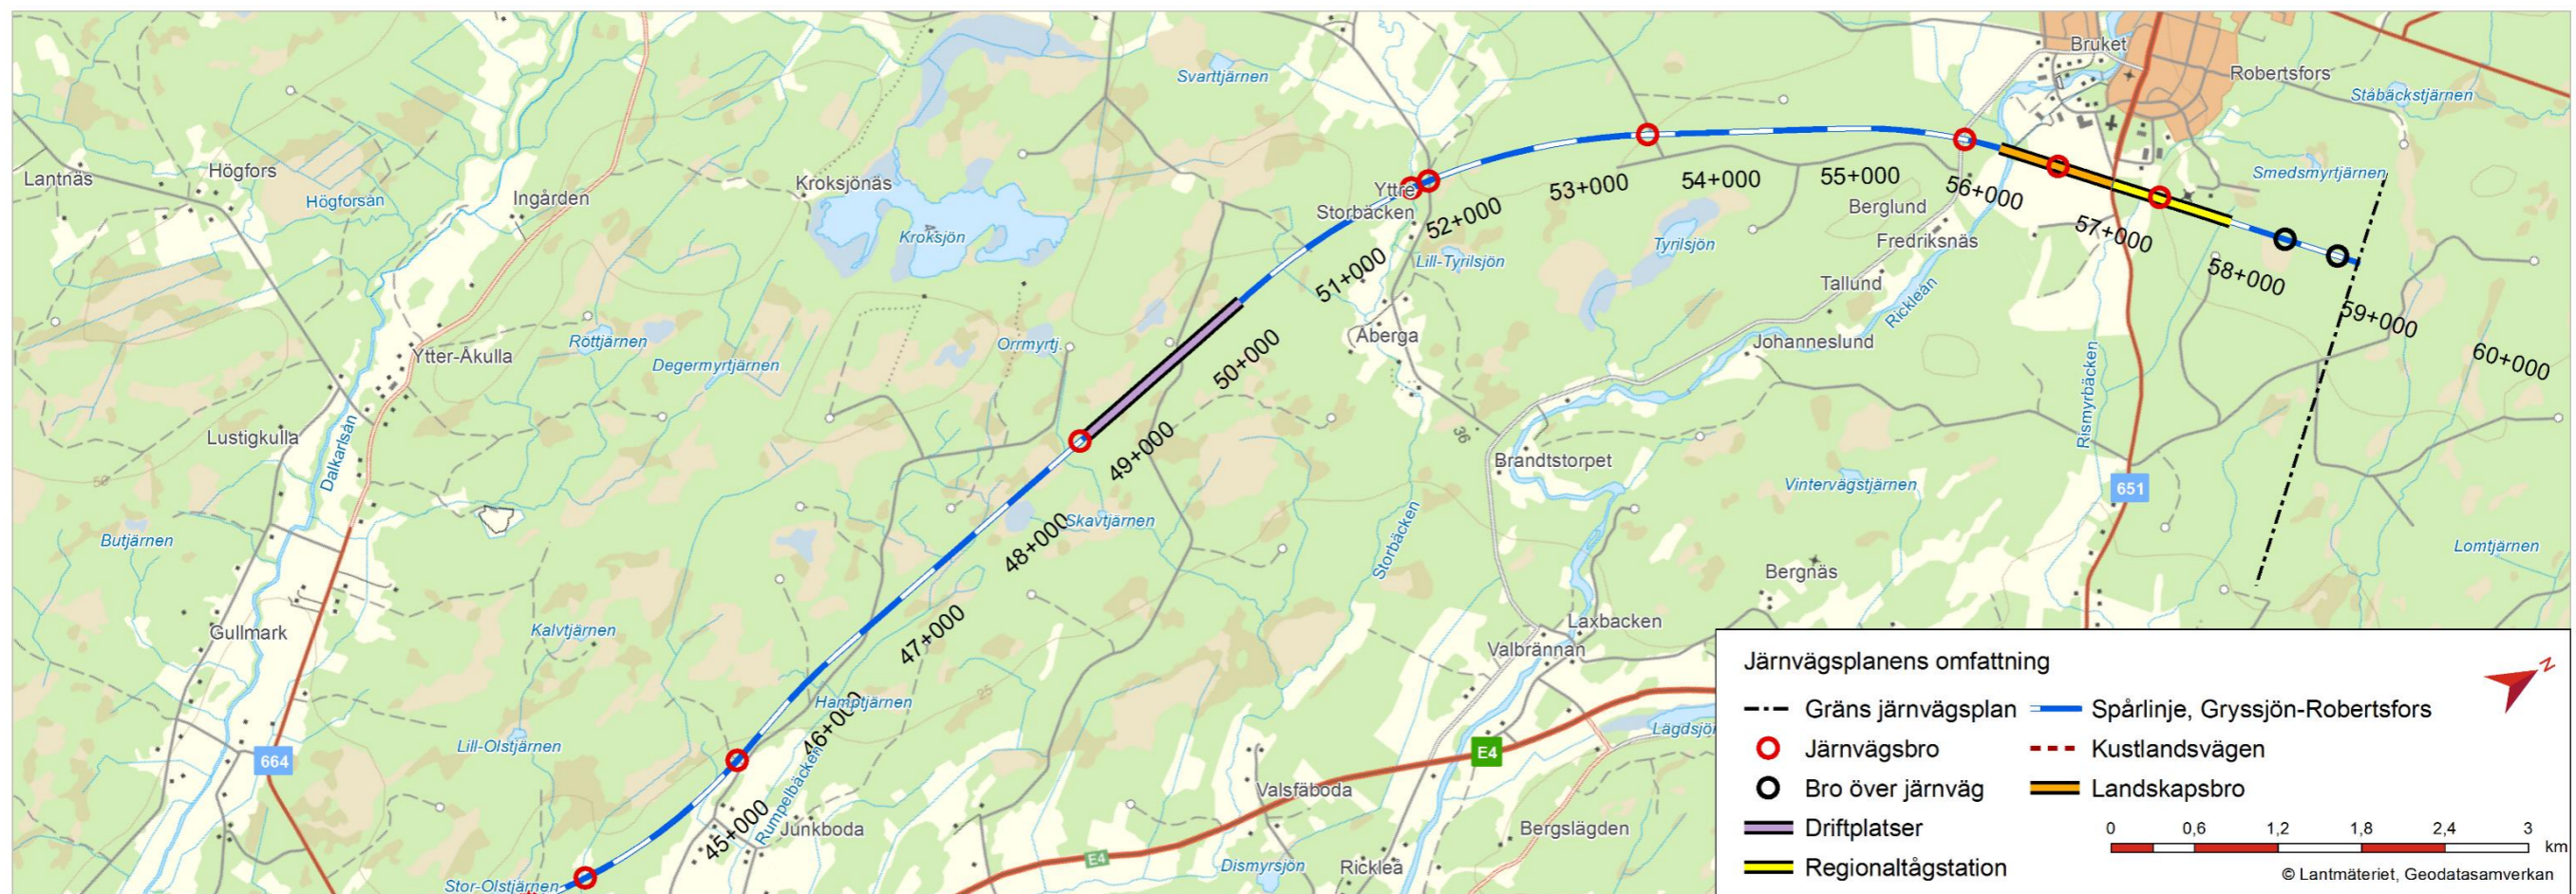 Bruket
Robertsfors
Svarttjärnen
Ståbäckstjärnen
Lantnäs
Högfors
Högforsån
Ingården
Kroksjönäs
Kroksjön
Yttre
Storbäcken
52+000
53+000
54+000
55+000
56+000
57+000
58+000
59+000
60+000
Smedsmyrtjärnen
Berglund
Fredriksnäs
Tallund
Rickleån
Tyrilsjön
Lill-Tyrilsjön
51+000
Åberga
Johanneslund
Röttjärnen
Degermyrtjärnen
Orrmyrtj.
50+000
Ytter-Åkulla
Lustigkulla
Dalkarlsån
50
49+000
36
Brandtstorpet
Rismyrbäcken
651
Vintervägstjärnen
Butjärnen
48+000
Skavtjärnen
Storbäcken
Lomtjärnen
Bergnäs
Gullmark
Kalvtjärnen
47+000
Laxbacken
Valbrännan
25
Hamptjärnen
46+000
Lill-Olstjärnen
664
Rumpelbäcken
E4
Lägdsjön
Valsfäboda
45+000
Junkboda
Bergslägden
E4
Dismyrsjön
Rickleå
Stor-Olstjärnen
Järnvägsplanens omfattning
N
Gräns järnvägsplan
Spårlinje, Gryssjön-Robertsfors
Järnvägsbro
Kustlandsvägen
Bro över järnväg
Landskapsbro
Driftplatser
Regionaltågstation
0 0,6 1,2 1,8 2,4 3
km
© Lantmäteriet, Geodatasamverkan